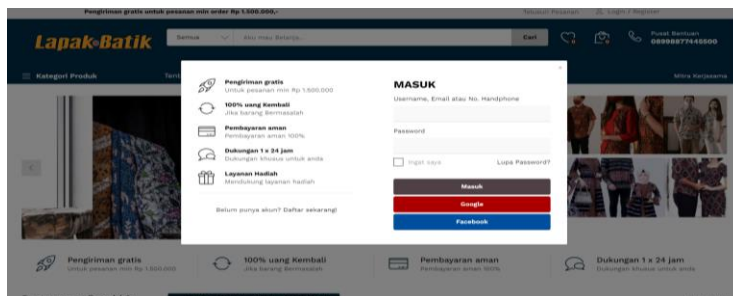 Pengiriman gratis untuk pesanan min order Rp 1.500.000,-
Telusuri Pesanan
Login / Register
Lapak-Batik
Semua
Aku mau Belanja...
Cari
Pusat Bantuan
08998877445500
Kategori Produk
Tent
Mitra Kerjasama
Pengiriman gratis
Untuk pesanan min Rp 1.500.000
100% uang Kembali
Jika barang Bermasalah
Pembayaran aman
Pembayaran aman 100%
Dukungan 1 x 24 jam
Dukungan khusus untuk anda
Layanan Hadiah
Mendukung layanan hadiah
Belum punya akun? Daftar sekarang!
MASUK
Username, Email atau No. Handphone
Password
Ingat saya
Lupa Password?
Masuk
Google
Facebook
Pengiriman gratis
Untuk pesanan min Rp 1.500.000
100% uang Kembali
Jika barang Bermasalah
Pembayaran aman
Pembayaran aman 100%
Dukungan 1 x 24 jam
Dukungan khusus untuk anda